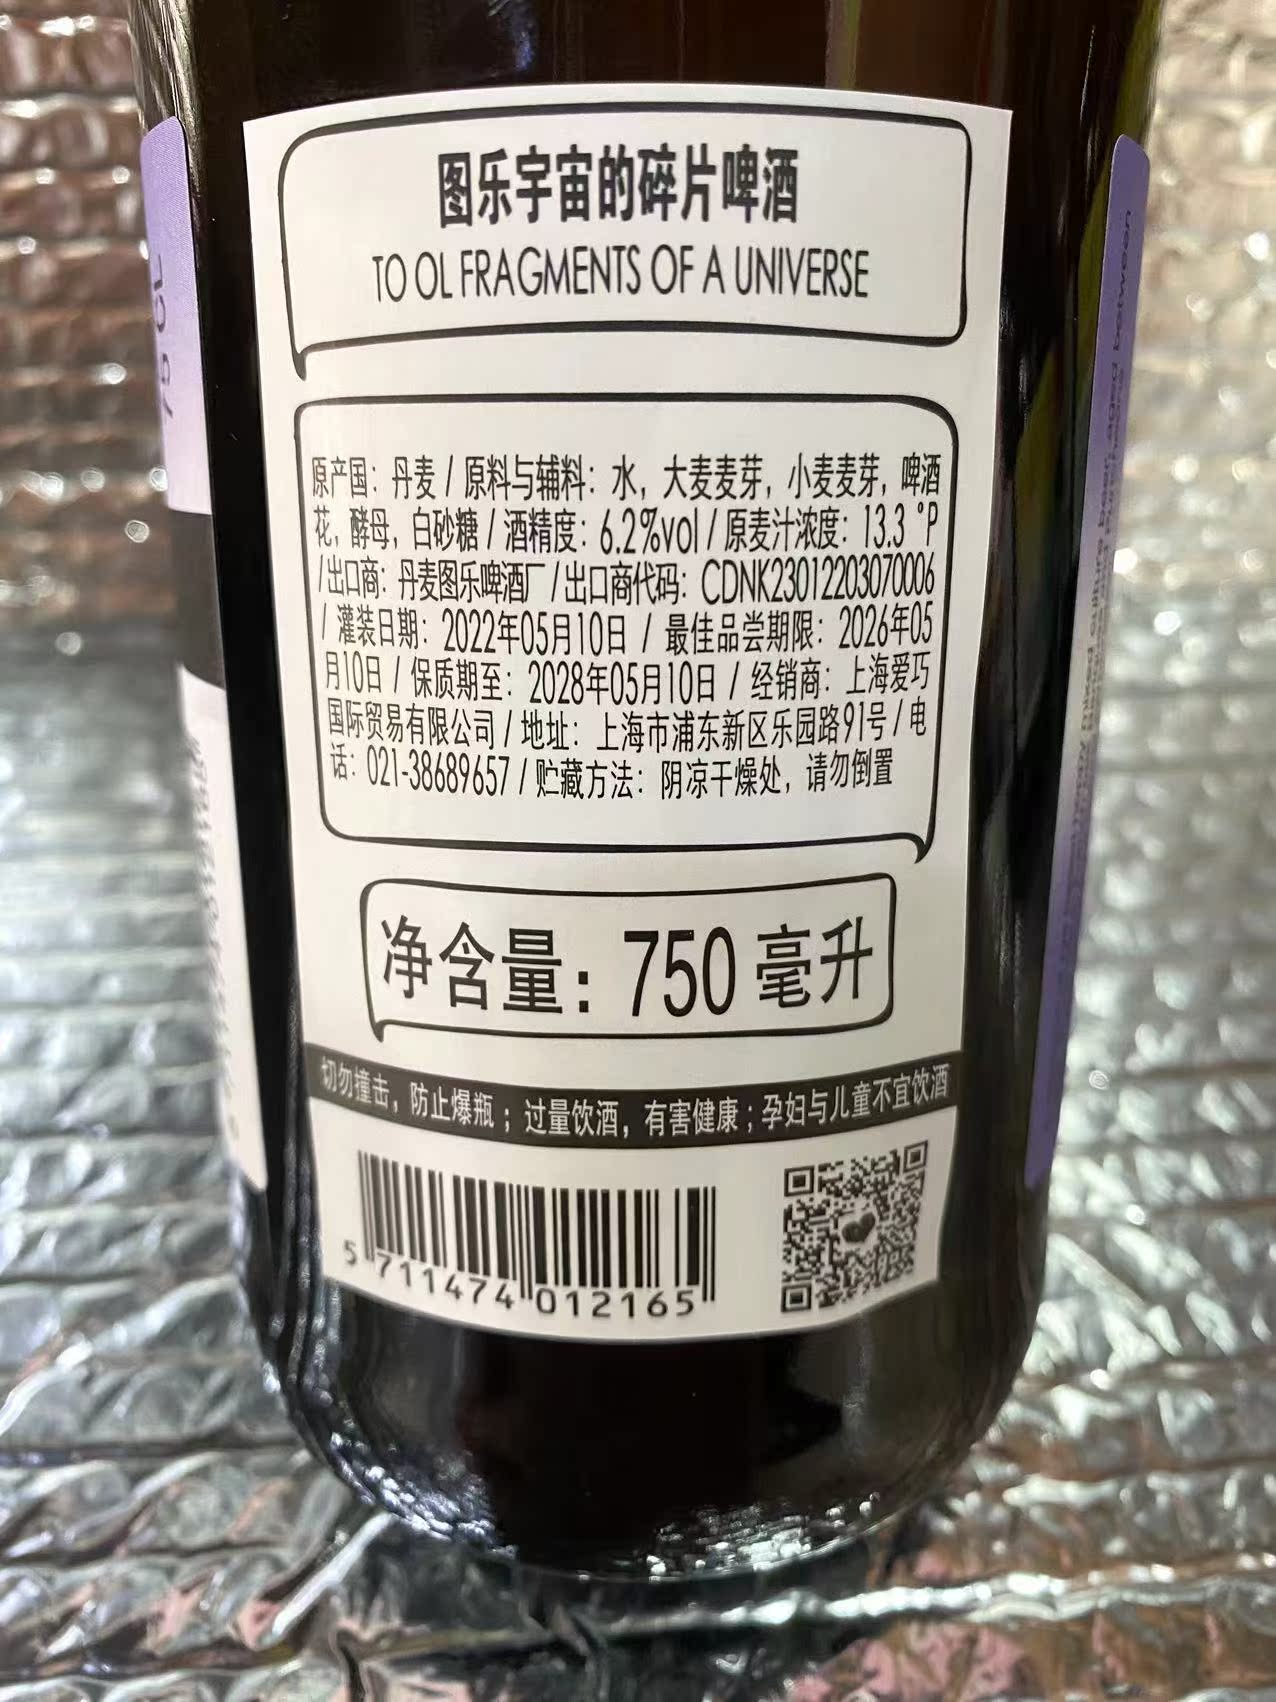 图乐宇宙的碎片啤酒
TO OL FRAGMENTS OF A UNIVERSE
原产国：丹麦 / 原料与辅料：水，大麦麦芽，小麦麦芽，啤酒
花，酵母，白砂糖 / 酒精度：6.2%vol / 原麦汁浓度：13.3 °P
/出口商：丹麦图乐啤酒厂 / 出口商代码：CDNK23012203070006
/ 灌装日期：2022年05月10日 / 最佳品尝期限：2026年05
月10日 / 保质期至：2028年05月10日 / 经销商：上海爱巧
国际贸易有限公司 / 地址：上海市浦东新区乐园路91号 / 电
话：021-38689657 / 贮藏方法：阴凉干燥处，请勿倒置
净含量：750 毫升
切勿撞击，防止爆瓶；过量饮酒，有害健康；孕妇与儿童不宜饮酒
5 711474 012165
aged between